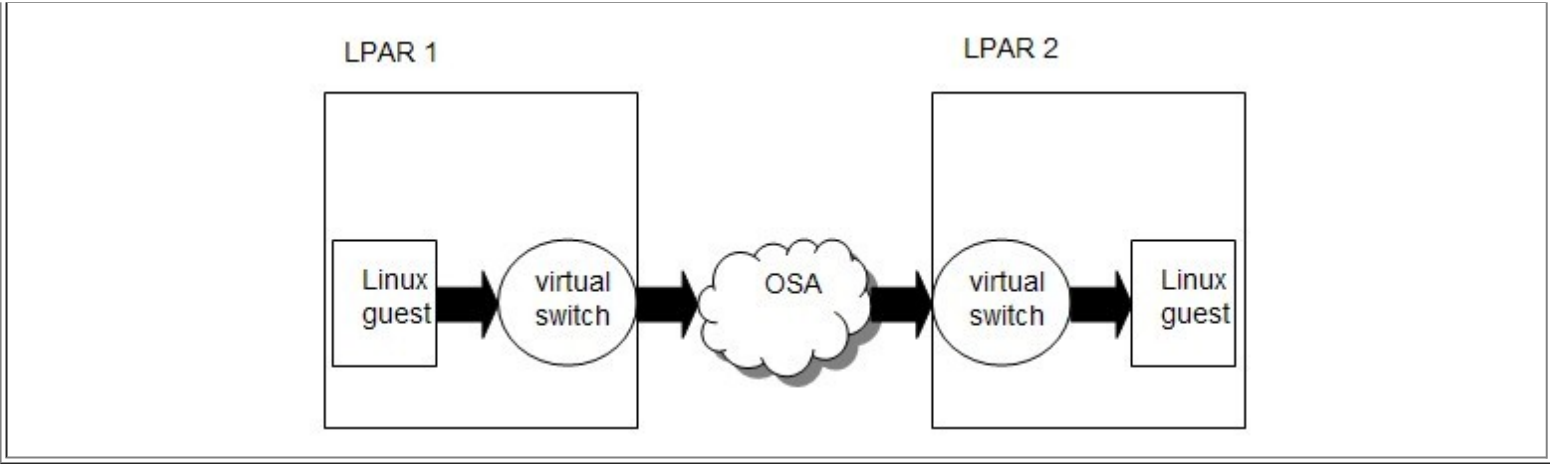 LPAR 1
LPAR 2
Linux
guest
virtual
switch
OSA
virtual
switch
Linux
guest